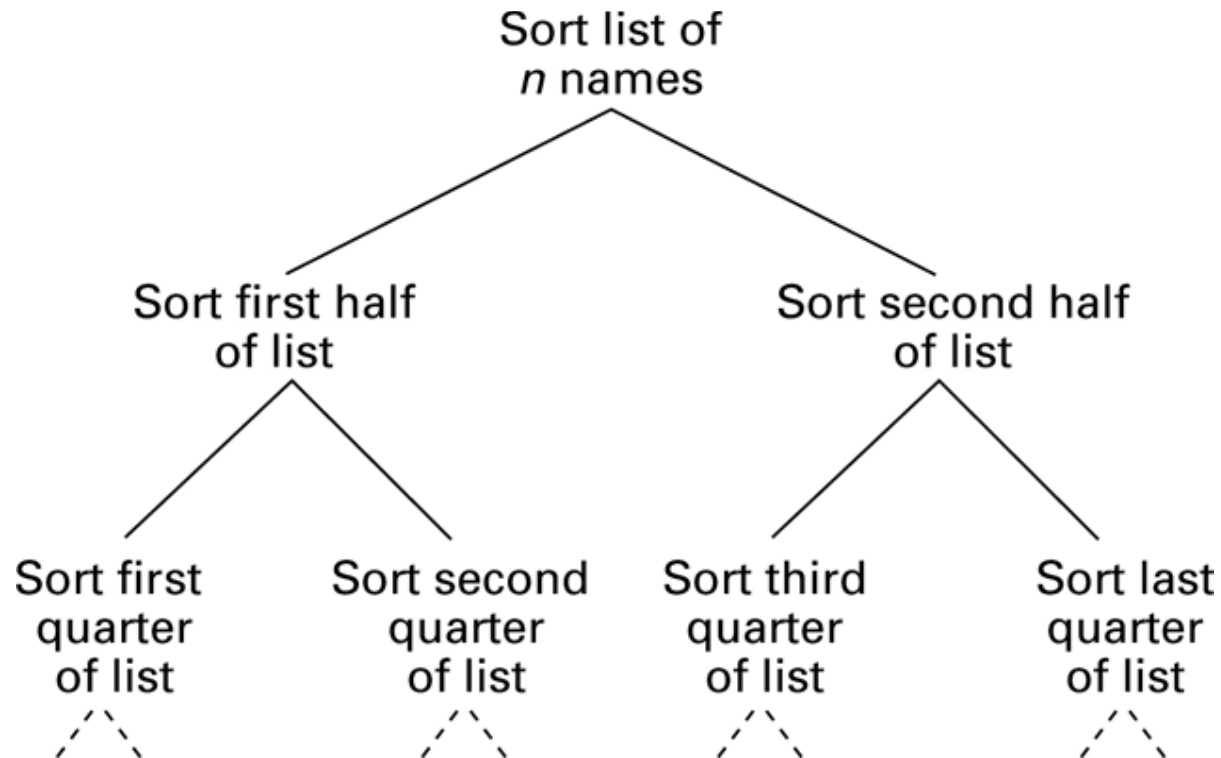 Sort list of
n names
Sort first half
of list
Sort second half
of list
Sort first
quarter
of list
Sort second
quarter
of list
Sort third
quarter
of list
Sort last
quarter
of list